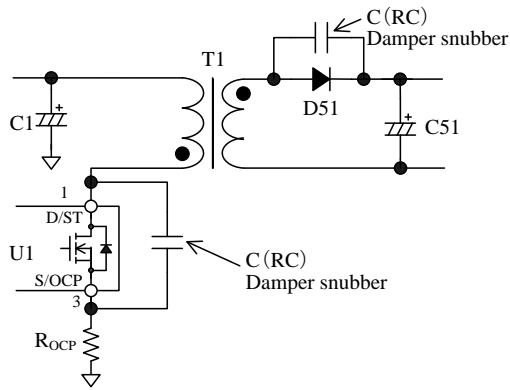 C (RC)
Damper snubber
T1
D51
C1
C51
1
D/ST
U1
S/OCP
3
C (RC)
Damper snubber
ROCP